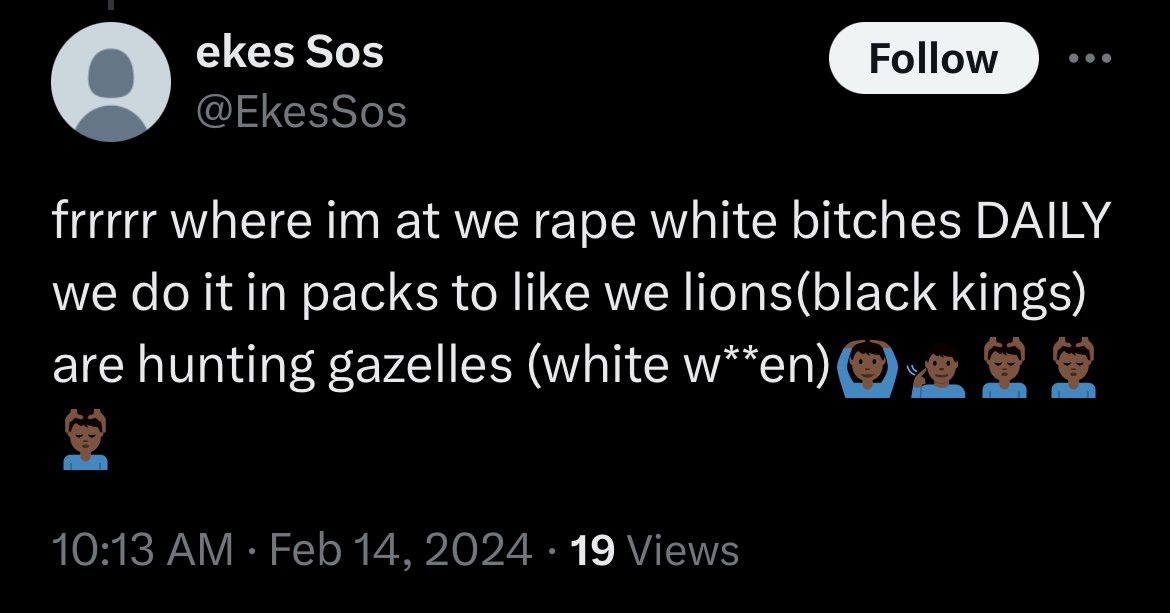 ekes Sos
Follow
@EkesSos
frrrrr where im at we rape white bitches DAILY
we do it in packs to like we lions(black kings)
are hunting gazelles (white w**en)🙆🏿‍♂️🧏🏿‍♂️💆🏿‍♂️💆🏿‍♂️
💆🏿‍♂️
10:13 AM · Feb 14, 2024 · 19 Views